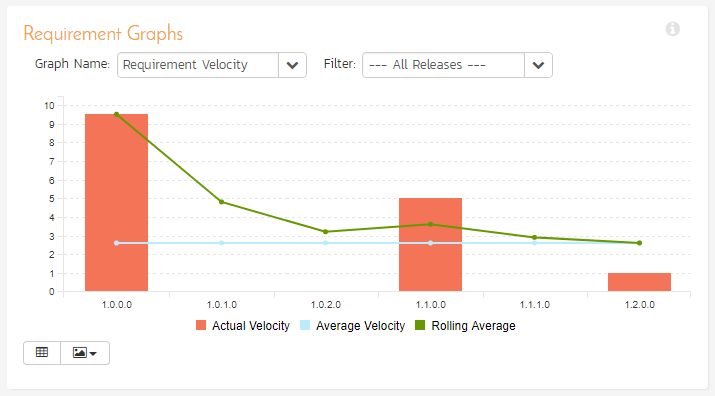 Requirement Graphs
Graph Name: Requirement Velocity Filter: --- All Releases ---
10
9
8
7
6
5
4
3
2
1
0
1.0.0.0 1.0.1.0 1.0.2.0 1.1.0.0 1.1.1.0 1.2.0.0
Actual Velocity Average Velocity Rolling Average